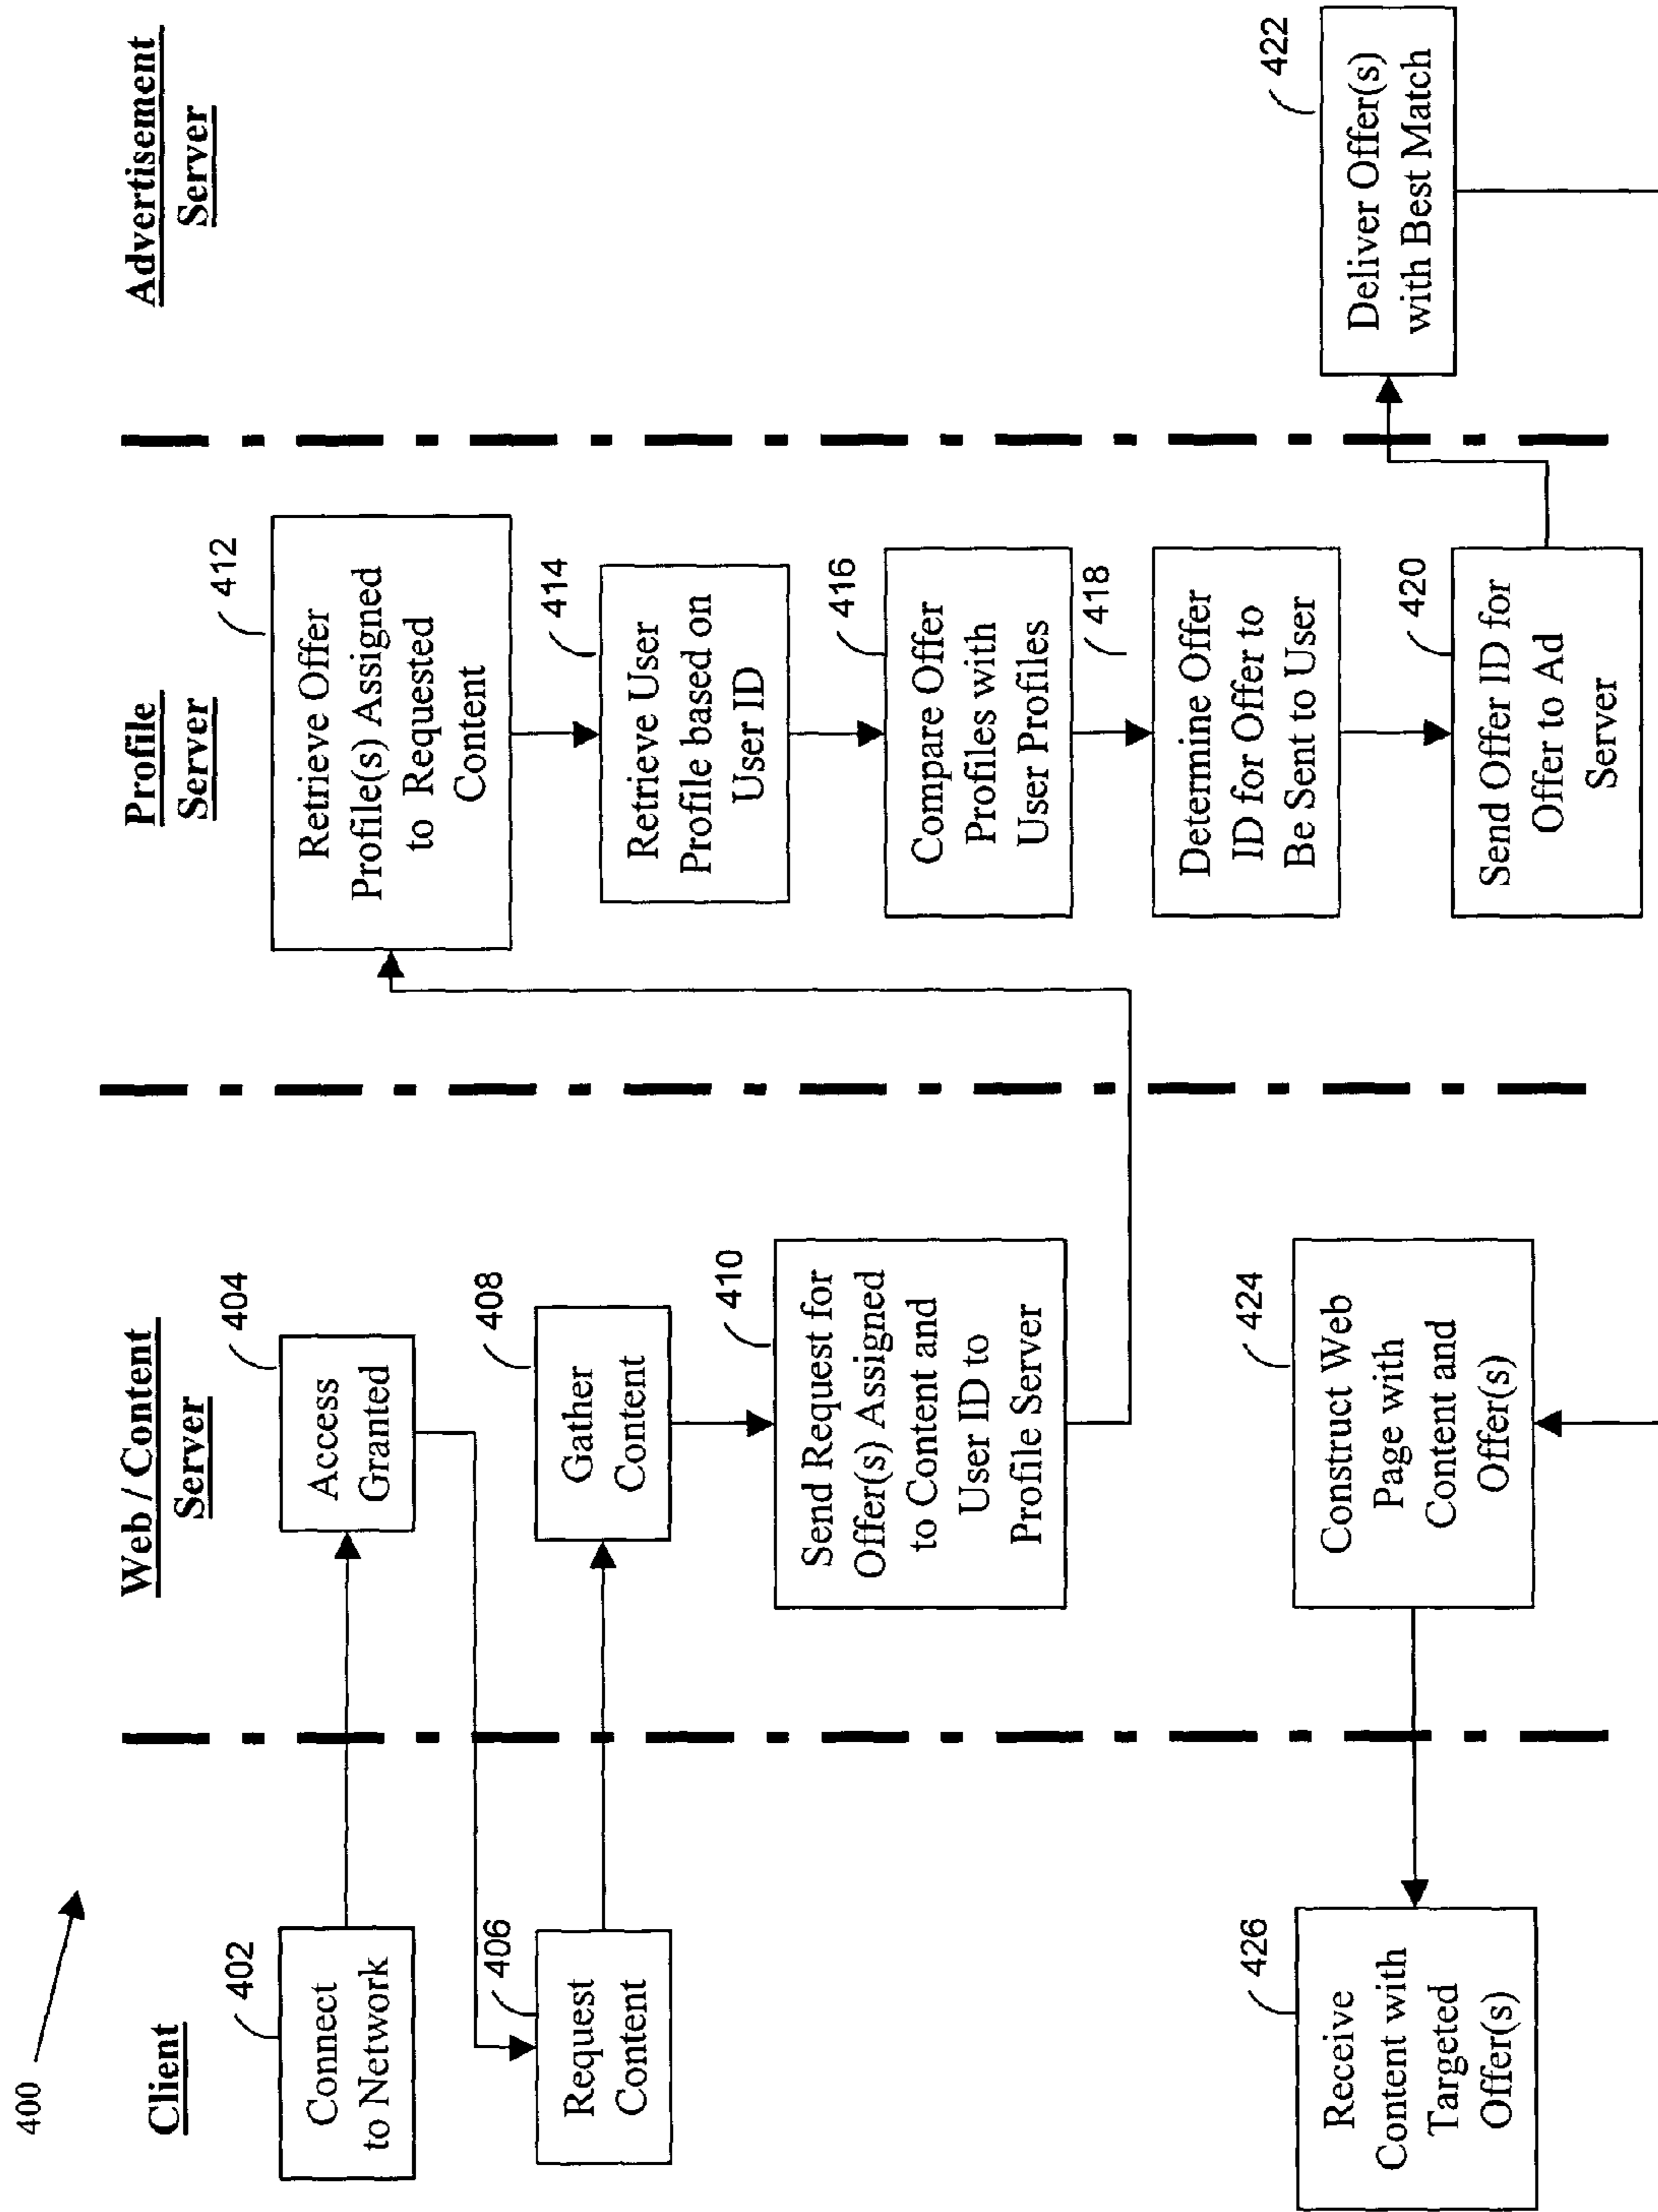 400
Client
Web / Content
Server
Profile
Server
Advertisement
Server
402
Connect
to Network
404
Access
Granted
406
Request
Content
408
Gather
Content
410
Send Request for
Offer(s) Assigned
to Content and
User ID to
Profile Server
412
Retrieve Offer
Profile(s) Assigned
to Requested
Content
414
Retrieve User
Profile based on
User ID
416
Compare Offer
Profiles with
User Profiles
418
Determine Offer
ID for Offer to
Be Sent to User
420
Send Offer ID for
Offer to Ad
Server
422
Deliver Offer(s)
with Best Match
424
Construct Web
Page with
Content and
Offer(s)
426
Receive
Content with
Targeted
Offer(s)